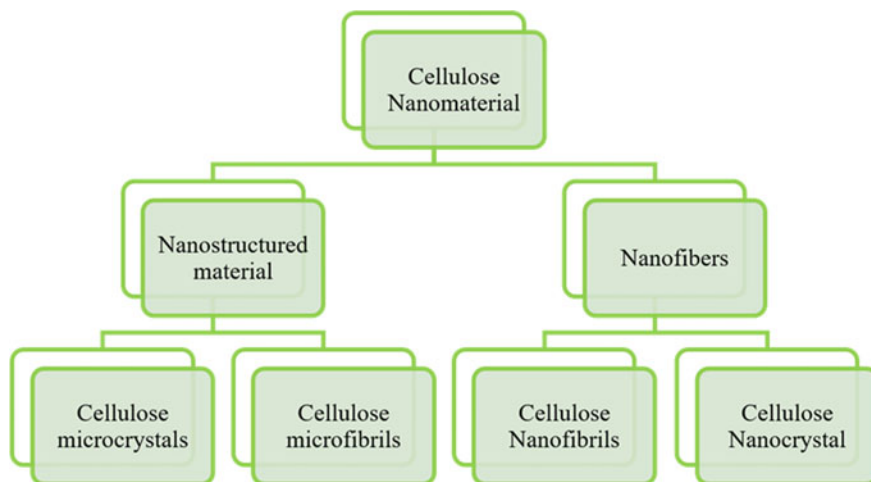 Cellulose
Nanomaterial
Nanostructured
material
Nanofibers
Cellulose
microcrystals
Cellulose
microfibrils
Cellulose
Nanofibrils
Cellulose
Nanocrystal